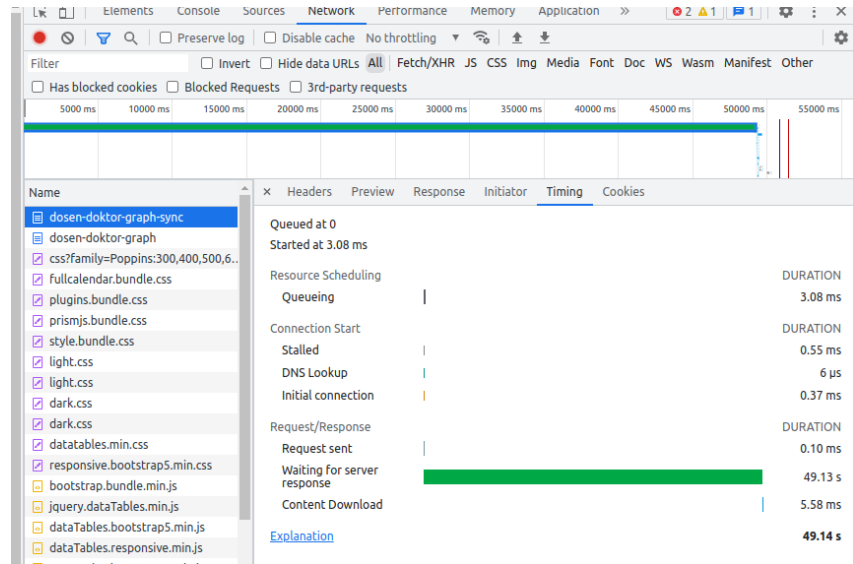 Elements Console Sources Network Performance Memory Application » 2 1 1
Preserve log Disable cache No throttling
Filter Invert Hide data URLs All Fetch/XHR JS CSS Img Media Font Doc WS Wasm Manifest Other
Has blocked cookies Blocked Requests 3rd-party requests
5000 ms 10000 ms 15000 ms 20000 ms 25000 ms 30000 ms 35000 ms 40000 ms 45000 ms 50000 ms 55000 ms
Name × Headers Preview Response Initiator Timing Cookies
dosen-doktor-graph-sync
dosen-doktor-graph
css?family=Poppins:300,400,500,6..
fullcalendar.bundle.css
plugins.bundle.css
prismjs.bundle.css
style.bundle.css
light.css
light.css
dark.css
dark.css
datatables.min.css
responsive.bootstrap5.min.css
bootstrap.bundle.min.js
jquery.dataTables.min.js
dataTables.bootstrap5.min.js
dataTables.responsive.min.js
Queued at 0
Started at 3.08 ms
Resource Scheduling DURATION
Queueing 3.08 ms
Connection Start DURATION
Stalled 0.55 ms
DNS Lookup 6 µs
Initial connection 0.37 ms
Request/Response DURATION
Request sent 0.10 ms
Waiting for server
response 49.13 s
Content Download 5.58 ms
Explanation 49.14 s